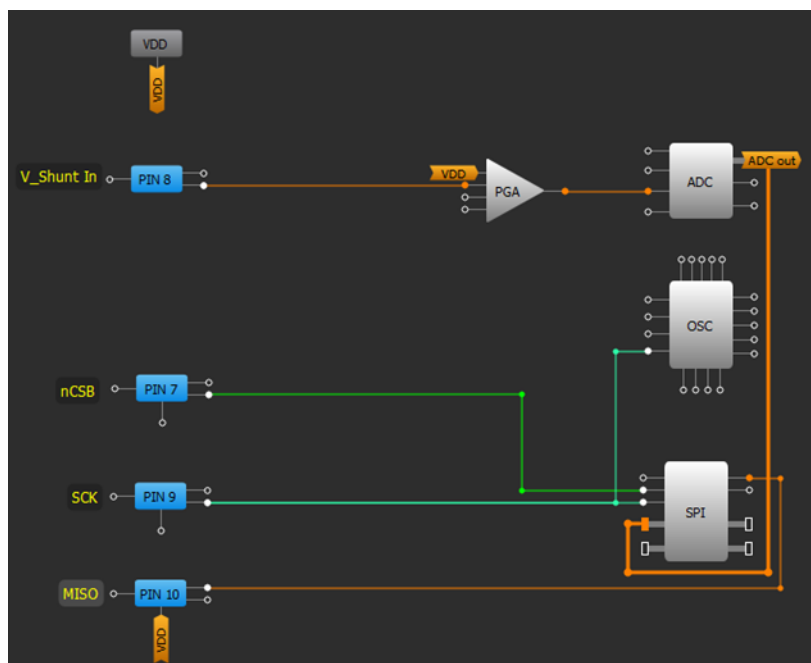 VDD
VDD
V_Shunt In
PIN 8
VDD
PGA
ADC
ADC out
OSC
nCSB
PIN 7
SCK
PIN 9
SPI
MISO
PIN 10
VDD